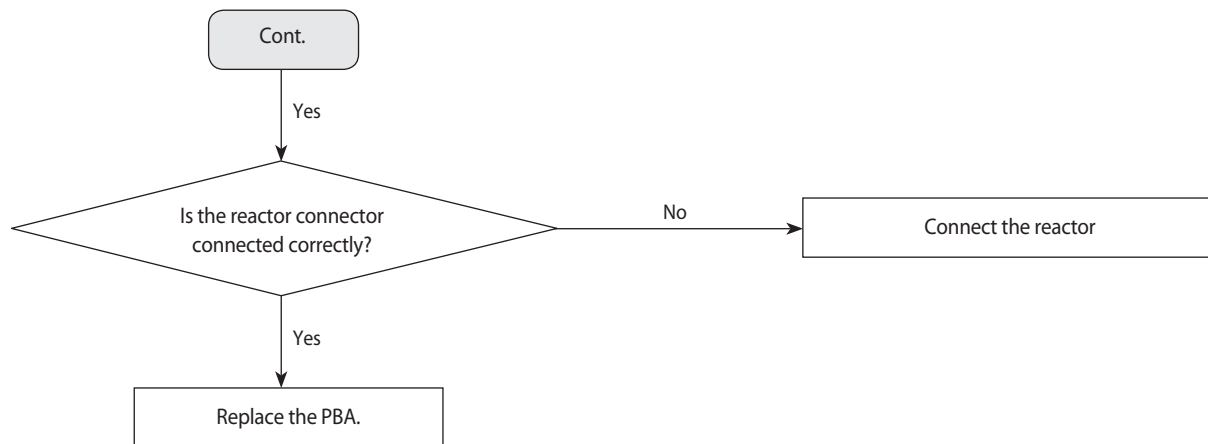 Cont.
Yes
Is the reactor connector
connected correctly?
No
Connect the reactor
Yes
Replace the PBA.